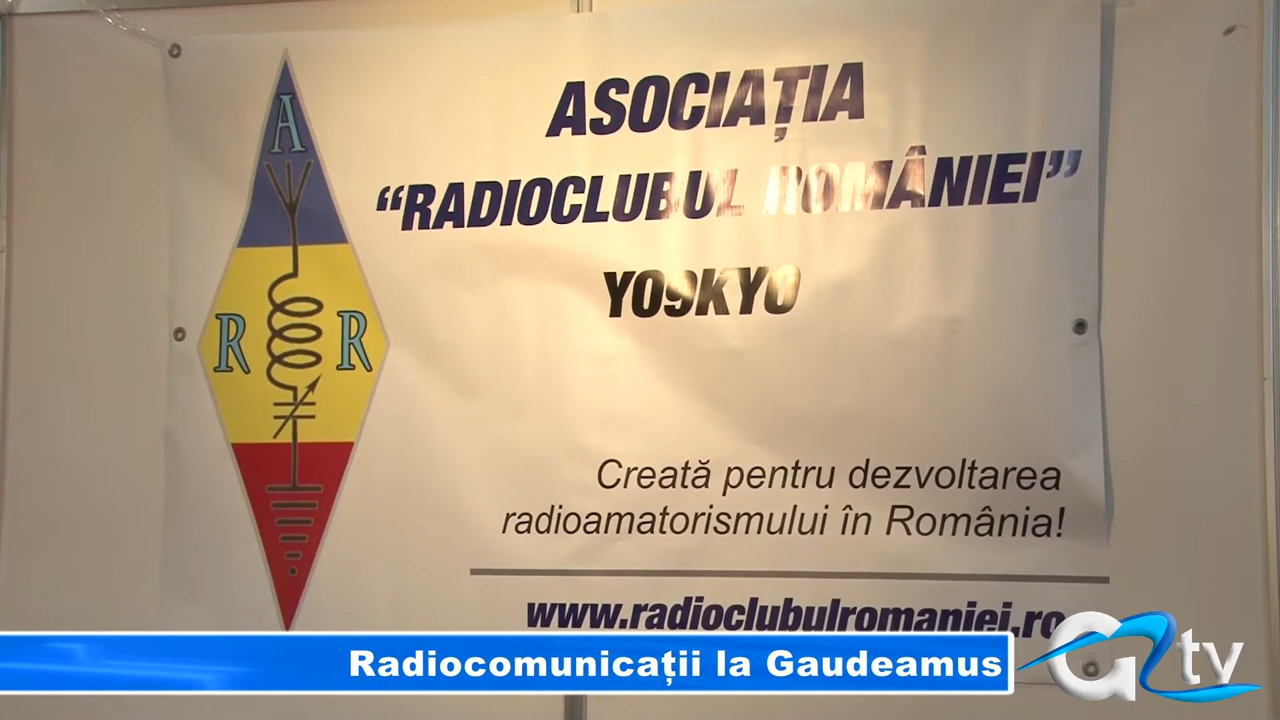 A
R R
ASOCIAȚIA
“RADIOCLUBUL ROMÂNIEI”
YO9KYO
Creată pentru dezvoltarea
radioamatorismului în România!
www.radioclubulromaniei.ro
Radiocomunicații la Gaudeamus
tv